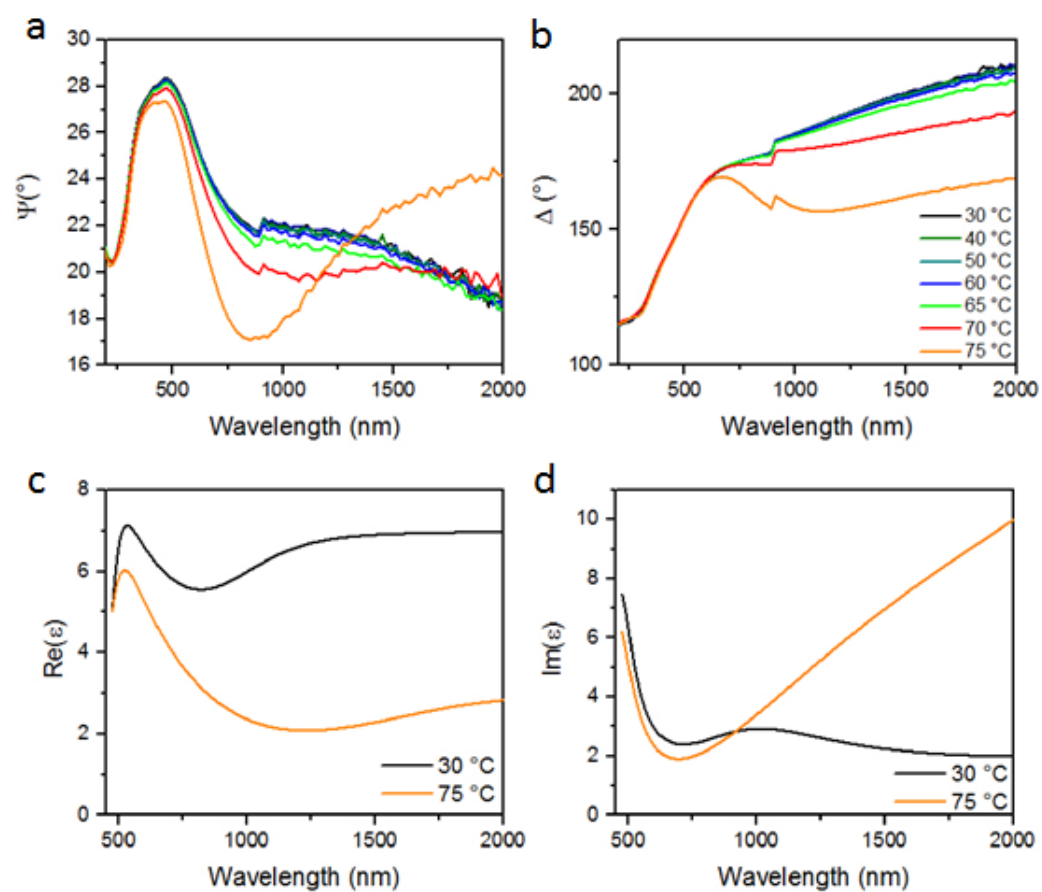 a
30
28
26
24
22
20
18
16
Ψ(°)
500 1000 1500 2000
Wavelength (nm)
b
200
150
100
Δ (°)
30 °C
40 °C
50 °C
60 °C
65 °C
70 °C
75 °C
500 1000 1500 2000
Wavelength (nm)
c
8
6
4
2
0
Re(ε)
30 °C
75 °C
500 1000 1500 2000
Wavelength (nm)
d
10
8
6
4
2
0
Im(ε)
30 °C
75 °C
500 1000 1500 2000
Wavelength (nm)